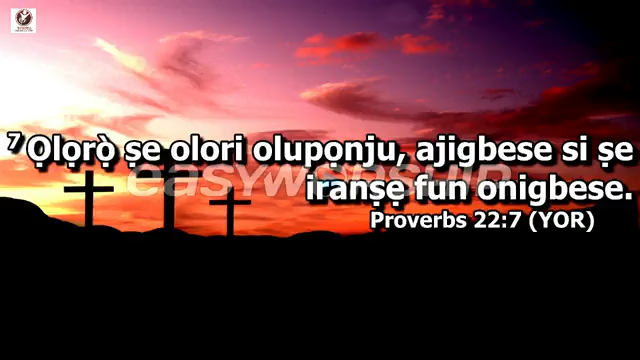 ⁷ Ọlọrọ̀ ṣe olori olupọnju, ajigbese si ṣe
iranṣẹ fun onigbese.
Proverbs 22:7 (YOR)